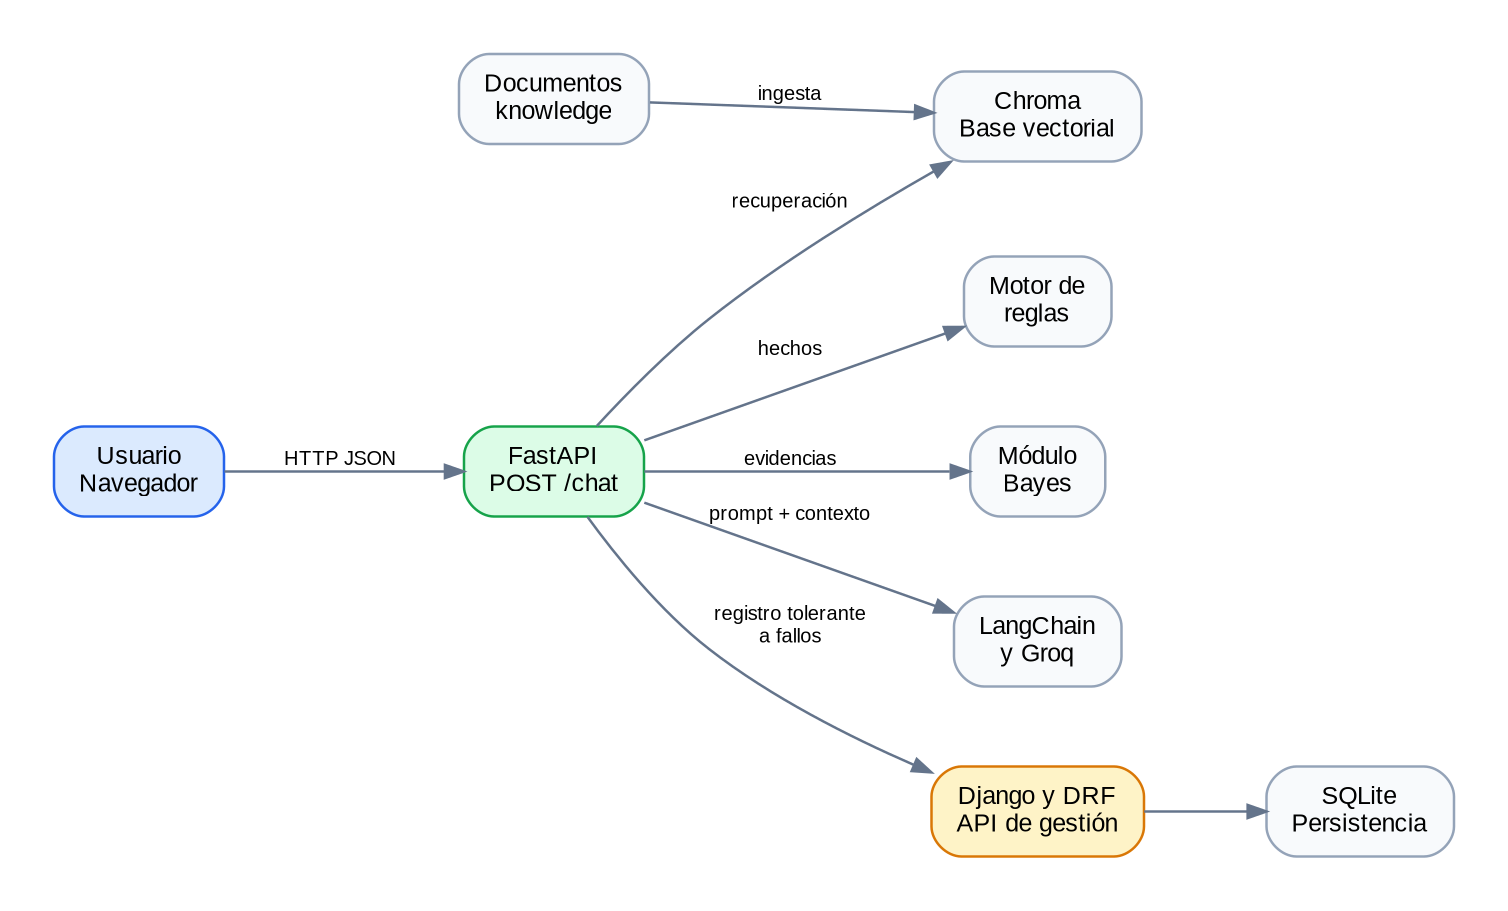 Documentos
knowledge
ingesta
Chroma
Base vectorial
recuperación
Motor de
reglas
hechos
Usuario
Navegador
HTTP JSON
FastAPI
POST /chat
evidencias
Módulo
Bayes
prompt + contexto
LangChain
y Groq
registro tolerante
a fallos
Django y DRF
API de gestión
SQLite
Persistencia